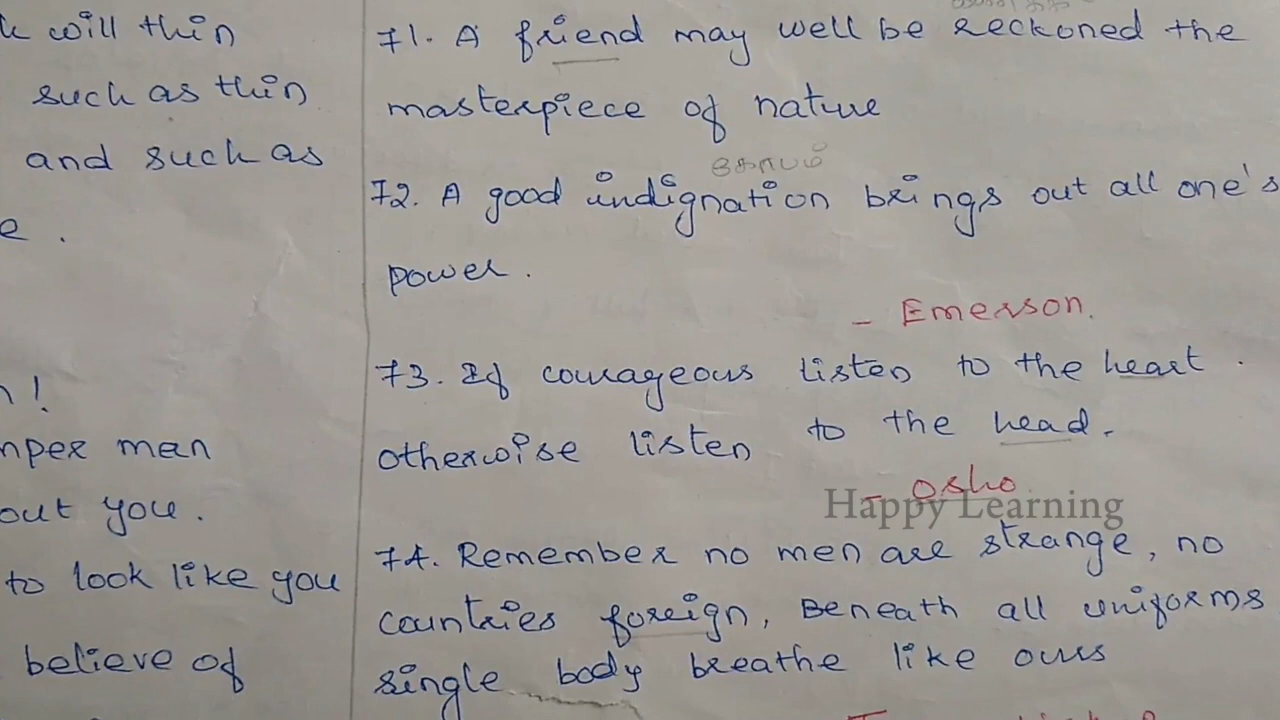 will thin
such as thin
and such as
e.
n!
mper men
out you.
to look like you
believe of
71. A friend may well be reckoned the
masterpiece of nature
கோபம்
72. A good indignation brings out all one's
power.
- Emerson.
73. If courageous listen to the heart.
otherwise listen to the head.
- Osho
Happy Learning
74. Remember no men are strange, no
countries foreign, Beneath all uniforms
single body breathe like ours